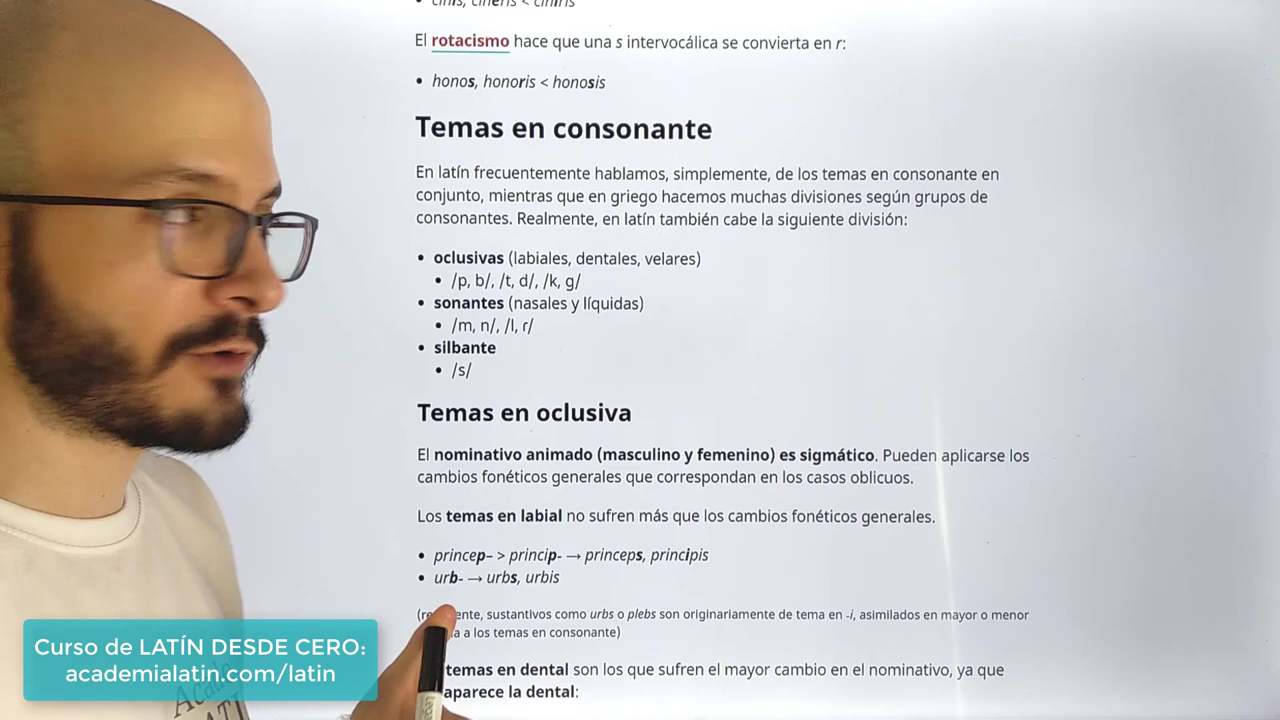 • cinis, cineris < ciniris
El rotacismo hace que una s intervocálica se convierta en r:
• honos, honoris < honosis
Temas en consonante
En latín frecuentemente hablamos, simplemente, de los temas en consonante en
conjunto, mientras que en griego hacemos muchas divisiones según grupos de
consonantes. Realmente, en latín también cabe la siguiente división:
• oclusivas (labiales, dentales, velares)
• /p, b/, /t, d/, /k, g/
• sonantes (nasales y líquidas)
• /m, n/, /l, r/
• silbante
• /s/
Temas en oclusiva
El nominativo animado (masculino y femenino) es sigmático. Pueden aplicarse los
cambios fonéticos generales que correspondan en los casos oblicuos.
Los temas en labial no sufren más que los cambios fonéticos generales.
• princep– > princip- → princeps, principis
• urb- → urbs, urbis
sustantivos como urbs o plebs son originariamente de tema en -i, asimilados en mayor o menor
a los temas en consonante)
temas en dental son los que sufren el mayor cambio en el nominativo, ya que
aparece la dental:
Curso de LATÍN DESDE CERO:
academialatin.com/latin